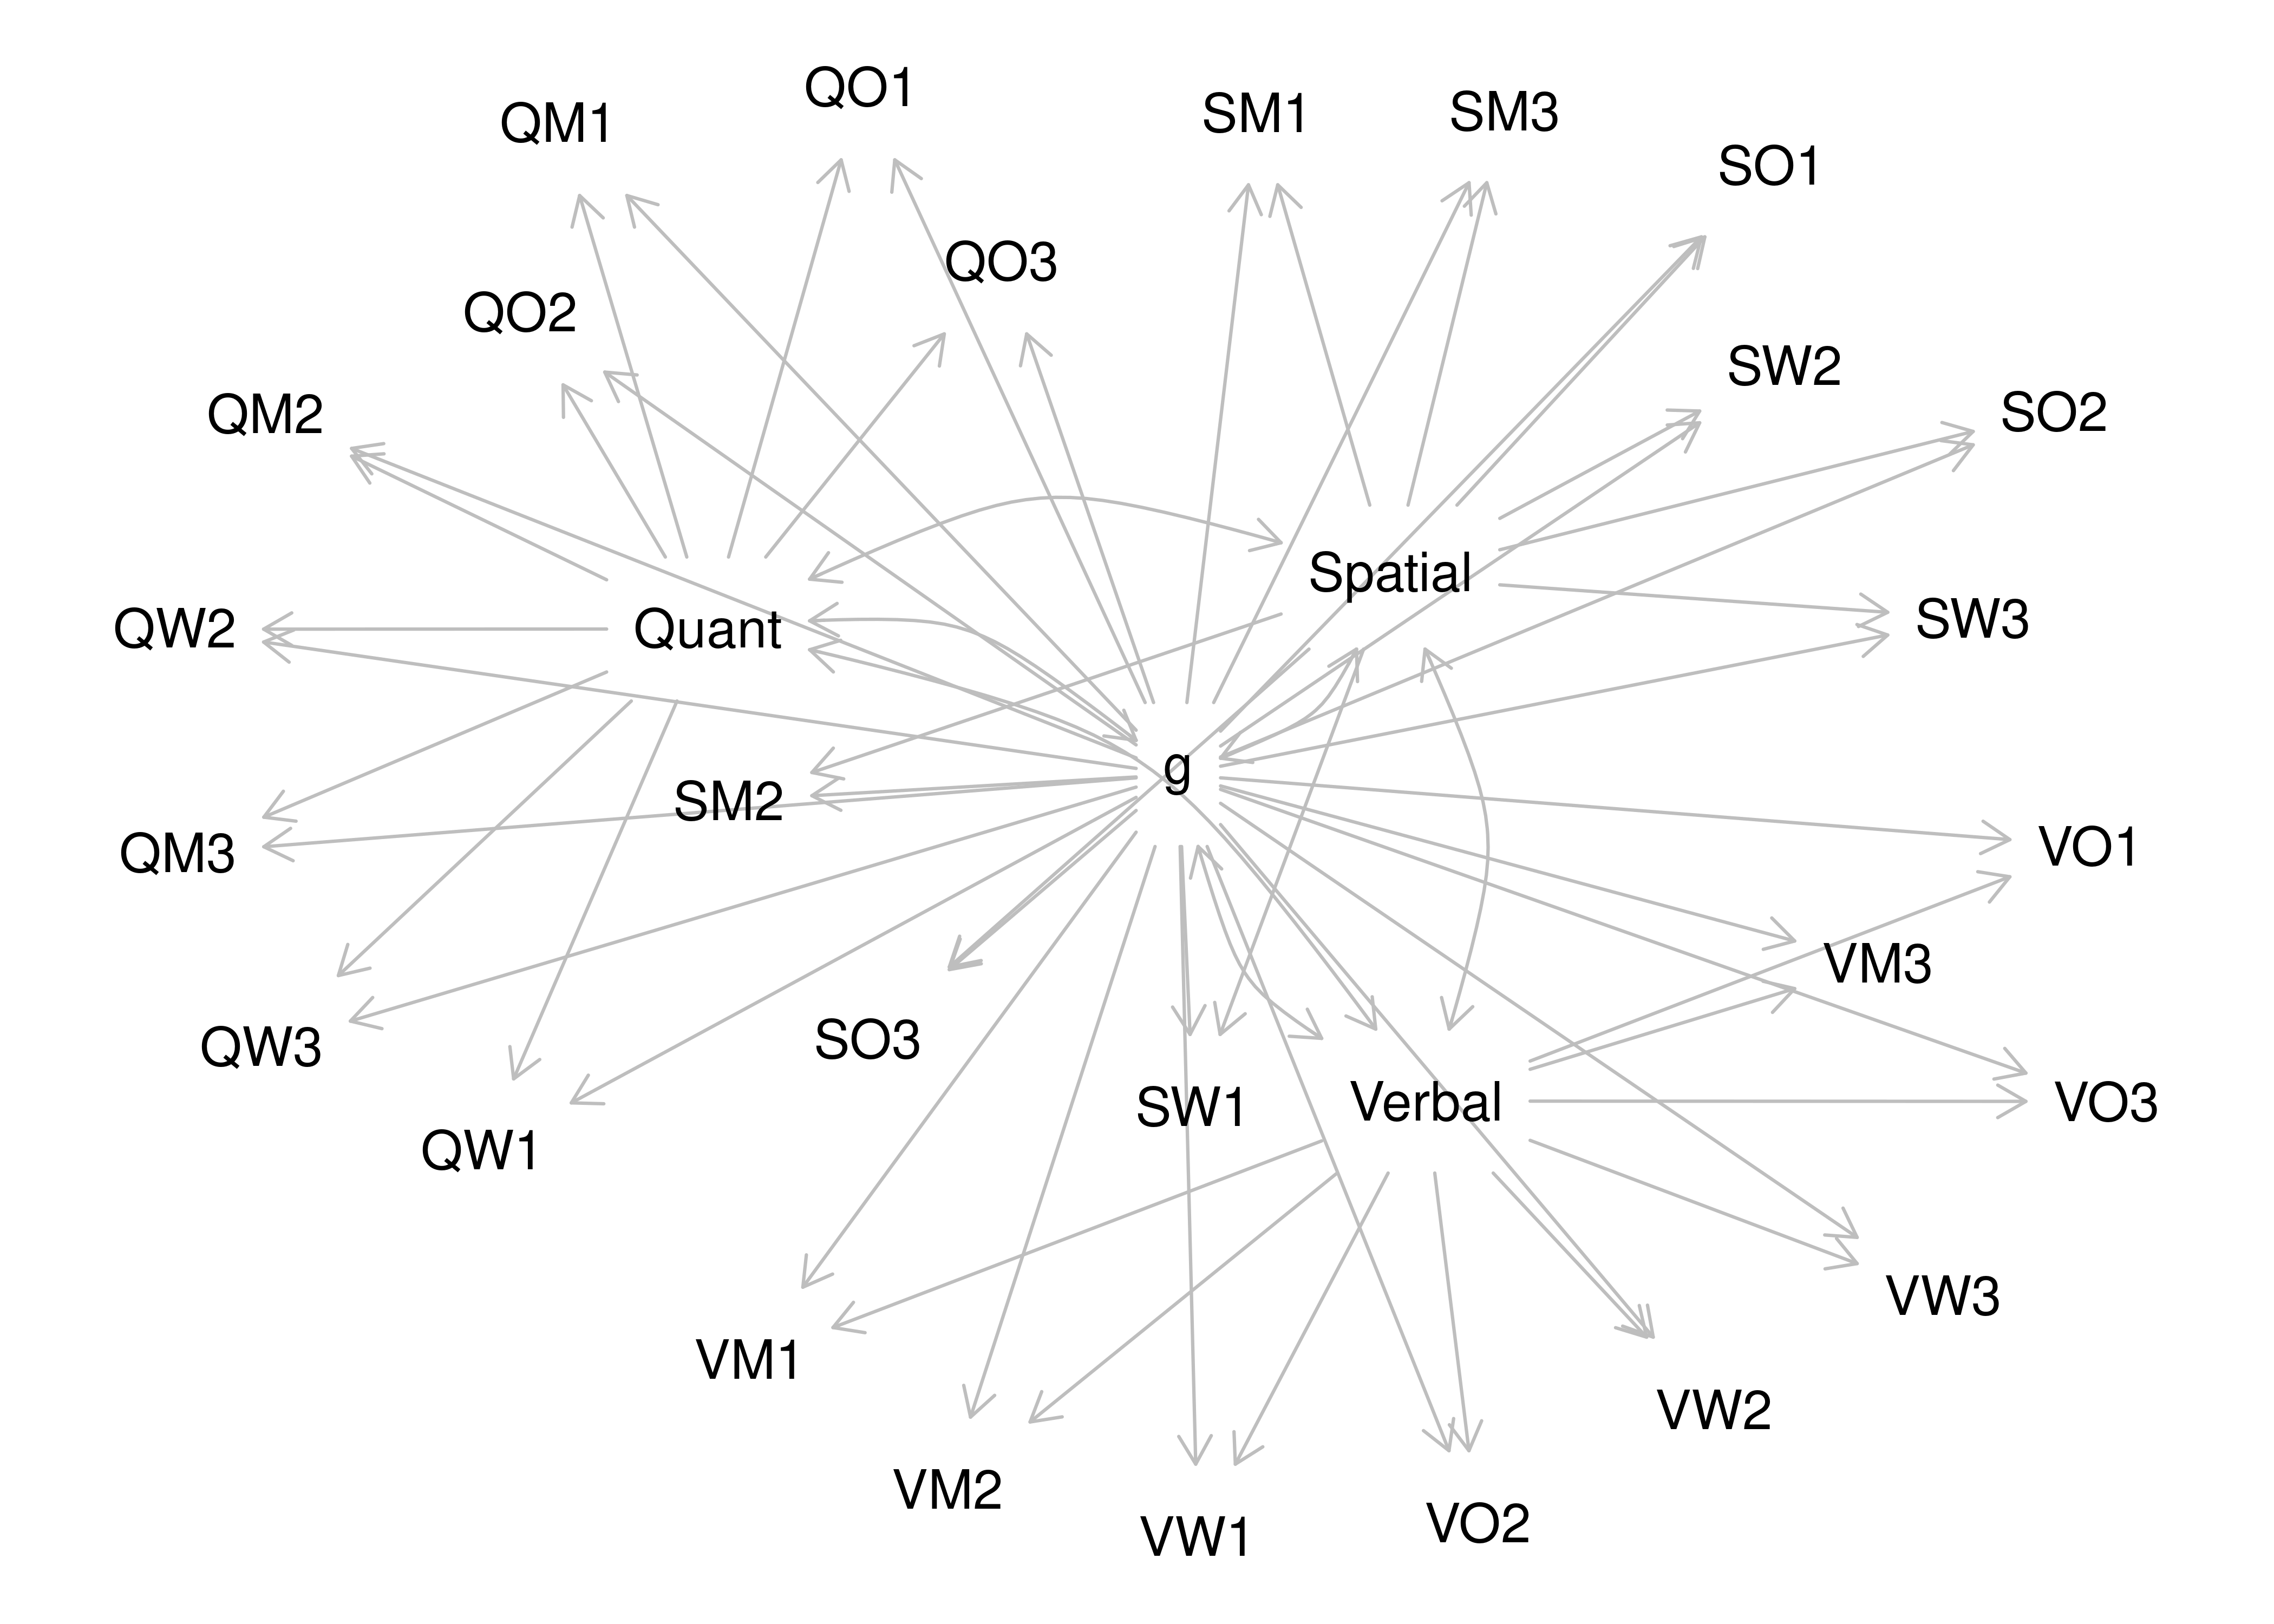 QO1
QM1
SM1
SM3
SO1
QO3
QO2
SW2
QM2
SO2
Spatial
QW2
Quant
SW3
g
SM2
QM3
VO1
VM3
QW3
SO3
SW1
Verbal
VO3
QW1
VW3
VM1
VW2
VM2
VW1
VO2